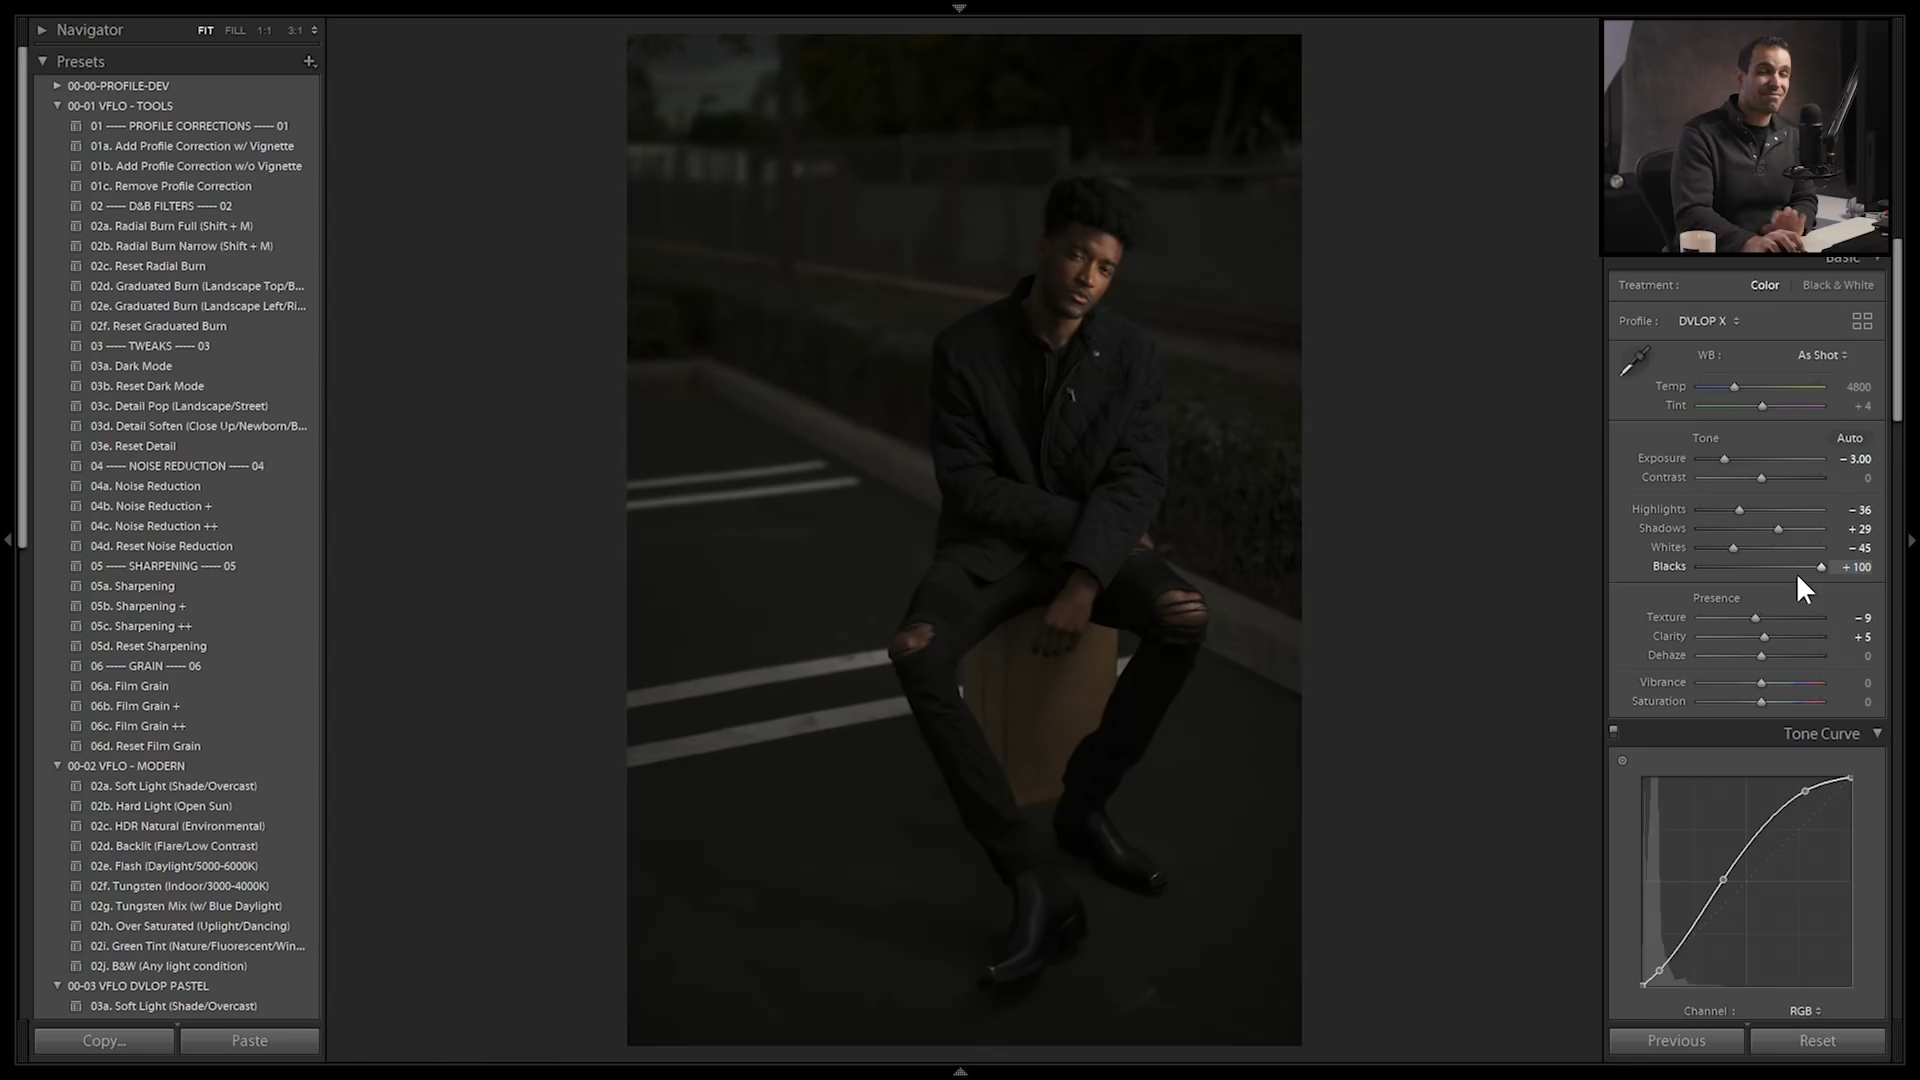 Navigator
FIT FILL 1:1 3:1
Presets
00-00-PROFILE-DEV
00-01 VFLO - TOOLS
01 ----- PROFILE CORRECTIONS ----- 01
01a. Add Profile Correction w/ Vignette
01b. Add Profile Correction w/o Vignette
01c. Remove Profile Correction
02 ----- D&B FILTERS ----- 02
02a. Radial Burn Full (Shift + M)
02b. Radial Burn Narrow (Shift + M)
02c. Reset Radial Burn
02d. Graduated Burn (Landscape Top/B...
02e. Graduated Burn (Landscape Left/Ri...
02f. Reset Graduated Burn
03 ----- TWEAKS ----- 03
03a. Dark Mode
03b. Reset Dark Mode
03c. Detail Pop (Landscape/Street)
03d. Detail Soften (Close Up/Newborn/B...
03e. Reset Detail
04 ----- NOISE REDUCTION ----- 04
04a. Noise Reduction
04b. Noise Reduction +
04c. Noise Reduction ++
04d. Reset Noise Reduction
05 ----- SHARPENING ----- 05
05a. Sharpening
05b. Sharpening +
05c. Sharpening ++
05d. Reset Sharpening
06 ----- GRAIN ----- 06
06a. Film Grain
06b. Film Grain +
06c. Film Grain ++
06d. Reset Film Grain
00-02 VFLO - MODERN
02a. Soft Light (Shade/Overcast)
02b. Hard Light (Open Sun)
02c. HDR Natural (Environmental)
02d. Backlit (Flare/Low Contrast)
02e. Flash (Daylight/5000-6000K)
02f. Tungsten (Indoor/3000-4000K)
02g. Tungsten Mix (w/ Blue Daylight)
02h. Over Saturated (Uplight/Dancing)
02i. Green Tint (Nature/Fluorescent/Win...
02j. B&W (Any light condition)
00-03 VFLO DVLOP PASTEL
03a. Soft Light (Shade/Overcast)
Copy... Paste
Basic
Treatment : Color Black & White
Profile : DVLOP X
WB : As Shot
Temp 4800
Tint + 4
Tone Auto
Exposure – 3.00
Contrast 0
Highlights – 36
Shadows + 29
Whites – 45
Blacks + 100
Presence
Texture – 9
Clarity + 5
Dehaze 0
Vibrance 0
Saturation 0
Tone Curve
Channel : RGB
Previous Reset